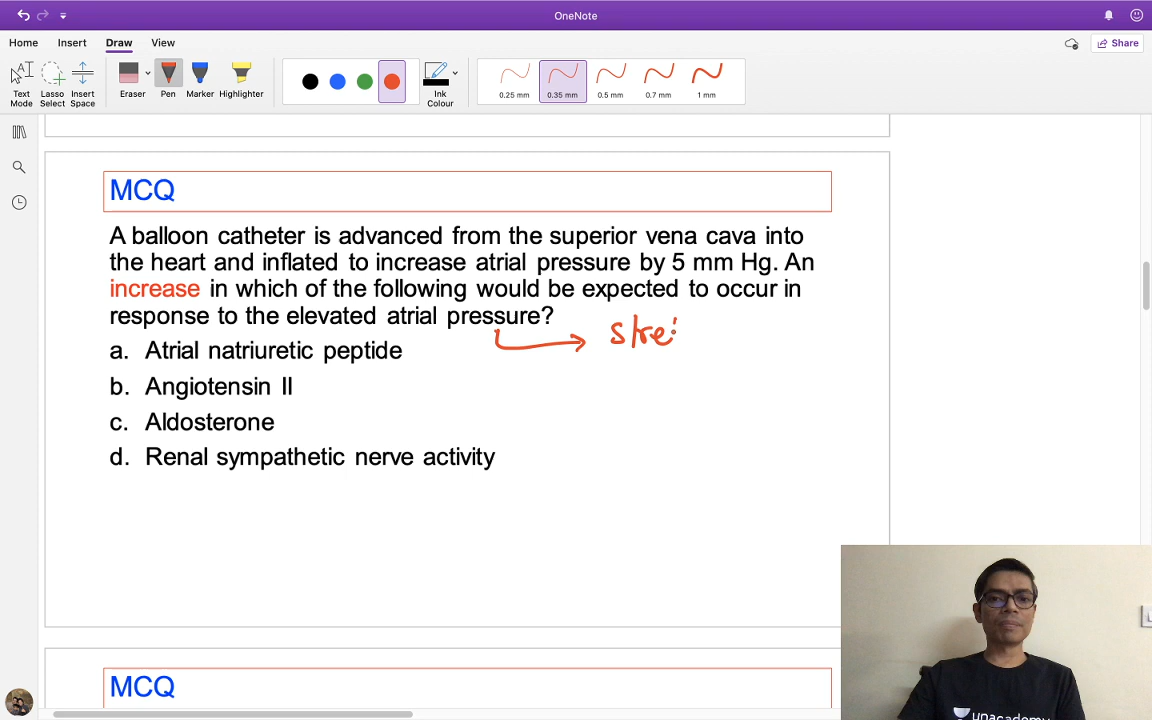 OneNote
Home Insert Draw View
Share
Text Mode
Lasso Select
Insert Space
Eraser
Pen
Marker
Highlighter
Ink Colour
0.25 mm
0.35 mm
0.5 mm
0.7 mm
1 mm
MCQ
A balloon catheter is advanced from the superior vena cava into
the heart and inflated to increase atrial pressure by 5 mm Hg. An
increase in which of the following would be expected to occur in
response to the elevated atrial pressure?
stre
a. Atrial natriuretic peptide
b. Angiotensin II
c. Aldosterone
d. Renal sympathetic nerve activity
MCQ
unacademy